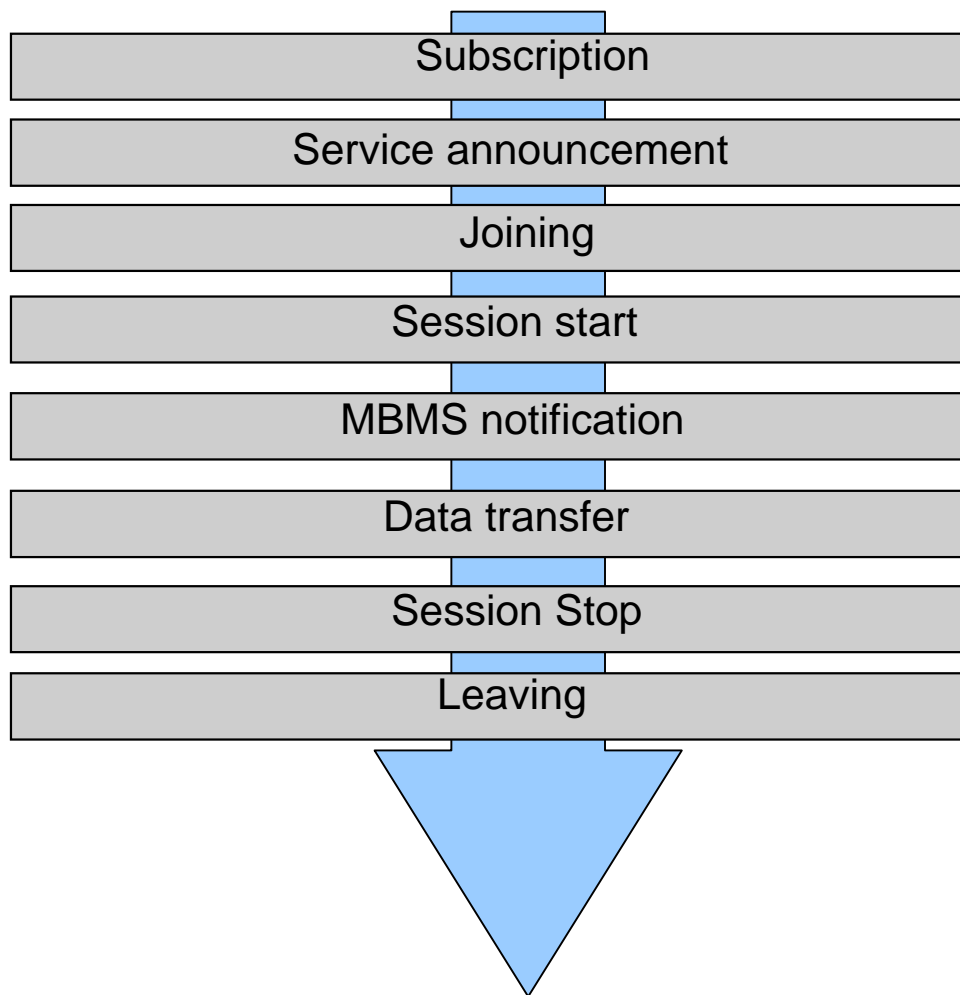 Subscription
Service announcement
Joining
Session start
MBMS notification
Data transfer
Session Stop
Leaving